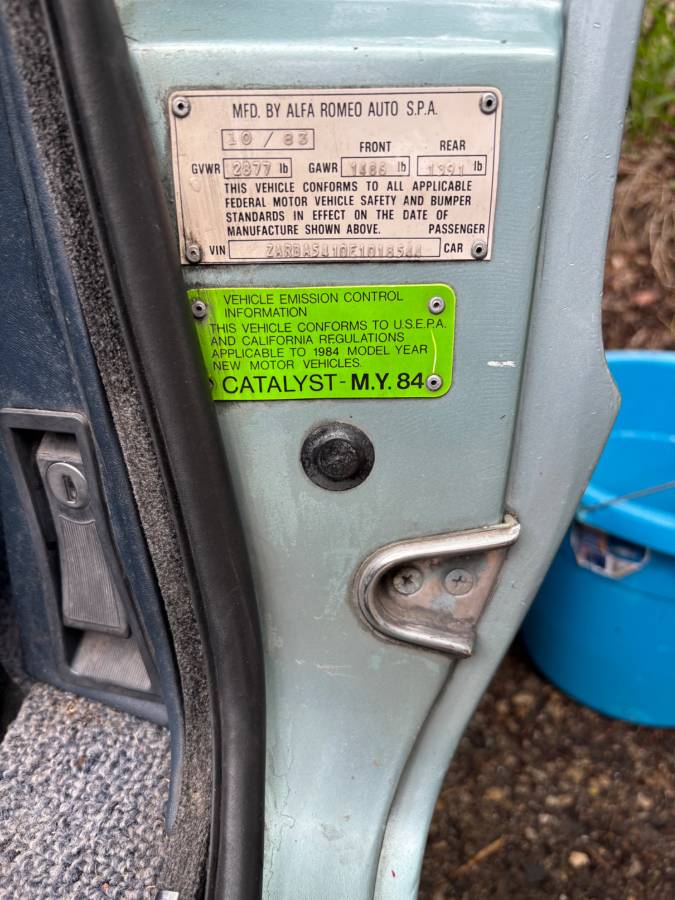 MFD. BY ALFA ROMEO AUTO S.P.A.
10 / 83
FRONT REAR
GVWR 2877 lb GAWR 1486 lb 1391 lb
THIS VEHICLE CONFORMS TO ALL APPLICABLE
FEDERAL MOTOR VEHICLE SAFETY AND BUMPER
STANDARDS IN EFFECT ON THE DATE OF
MANUFACTURE SHOWN ABOVE. PASSENGER
VIN CAR
VEHICLE EMISSION CONTROL
INFORMATION
THIS VEHICLE CONFORMS TO U.S.E.P.A.
AND CALIFORNIA REGULATIONS
APPLICABLE TO 1984 MODEL YEAR
NEW MOTOR VEHICLES.
CATALYST - M.Y. 84